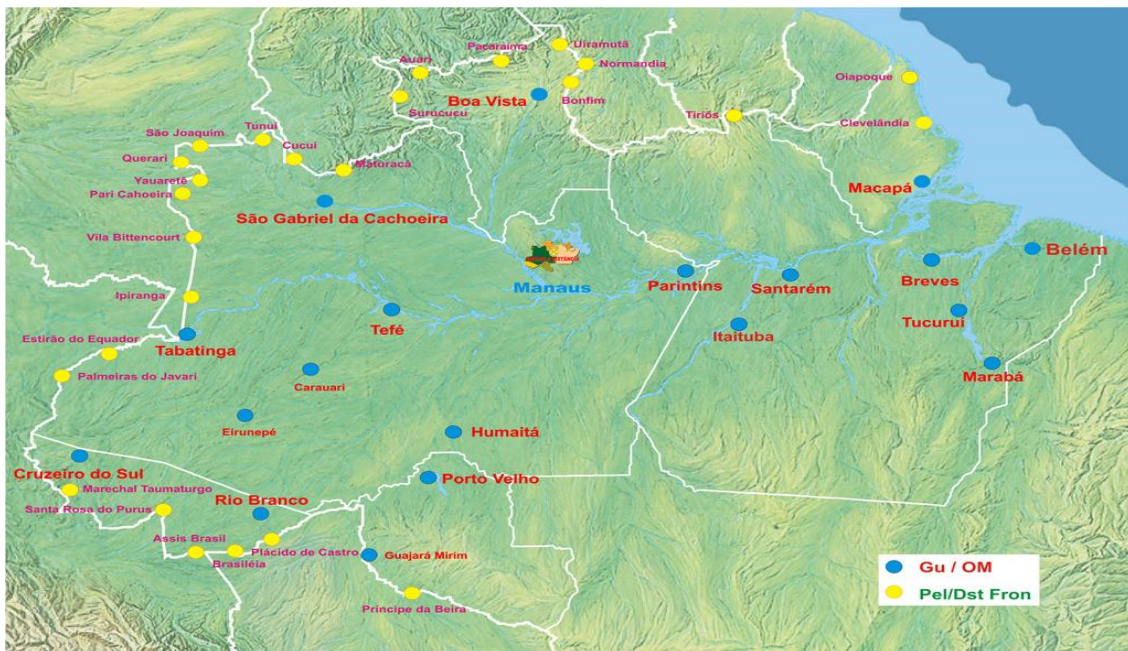 Uiramutã
Pacaraima
Normandia
Auari
Oiapoque
Boa Vista
Bonfim
Surucucu
Tiriós
Clevelândia
Tunuí
São Joaquim
Cucuí
Querari
Maturacá
Yauaretê
Pari Cahoeira
Macapá
São Gabriel da Cachoeira
Vila Bittencourt
Belém
Manaus
Parintins
Santarém
Breves
Ipiranga
Tefé
Itaituba
Tucuruí
Estirão do Equador
Tabatinga
Palmeiras do Javari
Carauari
Marabá
Eirunepé
Humaitá
Cruzeiro do Sul
Porto Velho
Marechal Taumaturgo
Rio Branco
Santa Rosa do Purus
Assis Brasil
Plácido de Castro
Brasiléia
Guajará Mirim
Príncipe da Beira
Gu / OM
Pel/Dst Fron